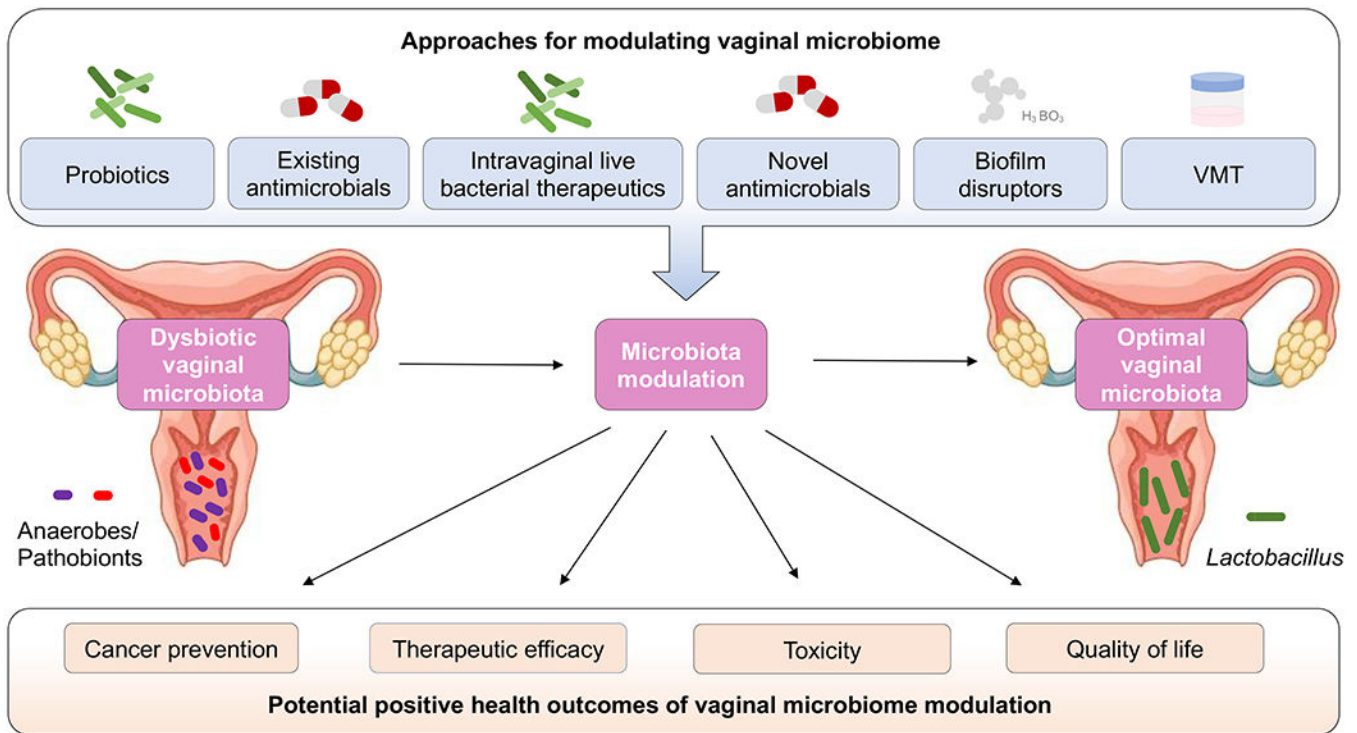 Approaches for modulating vaginal microbiome
H₃ BO₃
Probiotics
Existing
antimicrobials
Intravaginal live
bacterial therapeutics
Novel
antimicrobials
Biofilm
disruptors
VMT
Dysbiotic
vaginal
microbiota
Microbiota
modulation
Optimal
vaginal
microbiota
Anaerobes/
Pathobionts
Lactobacillus
Cancer prevention
Therapeutic efficacy
Toxicity
Quality of life
Potential positive health outcomes of vaginal microbiome modulation